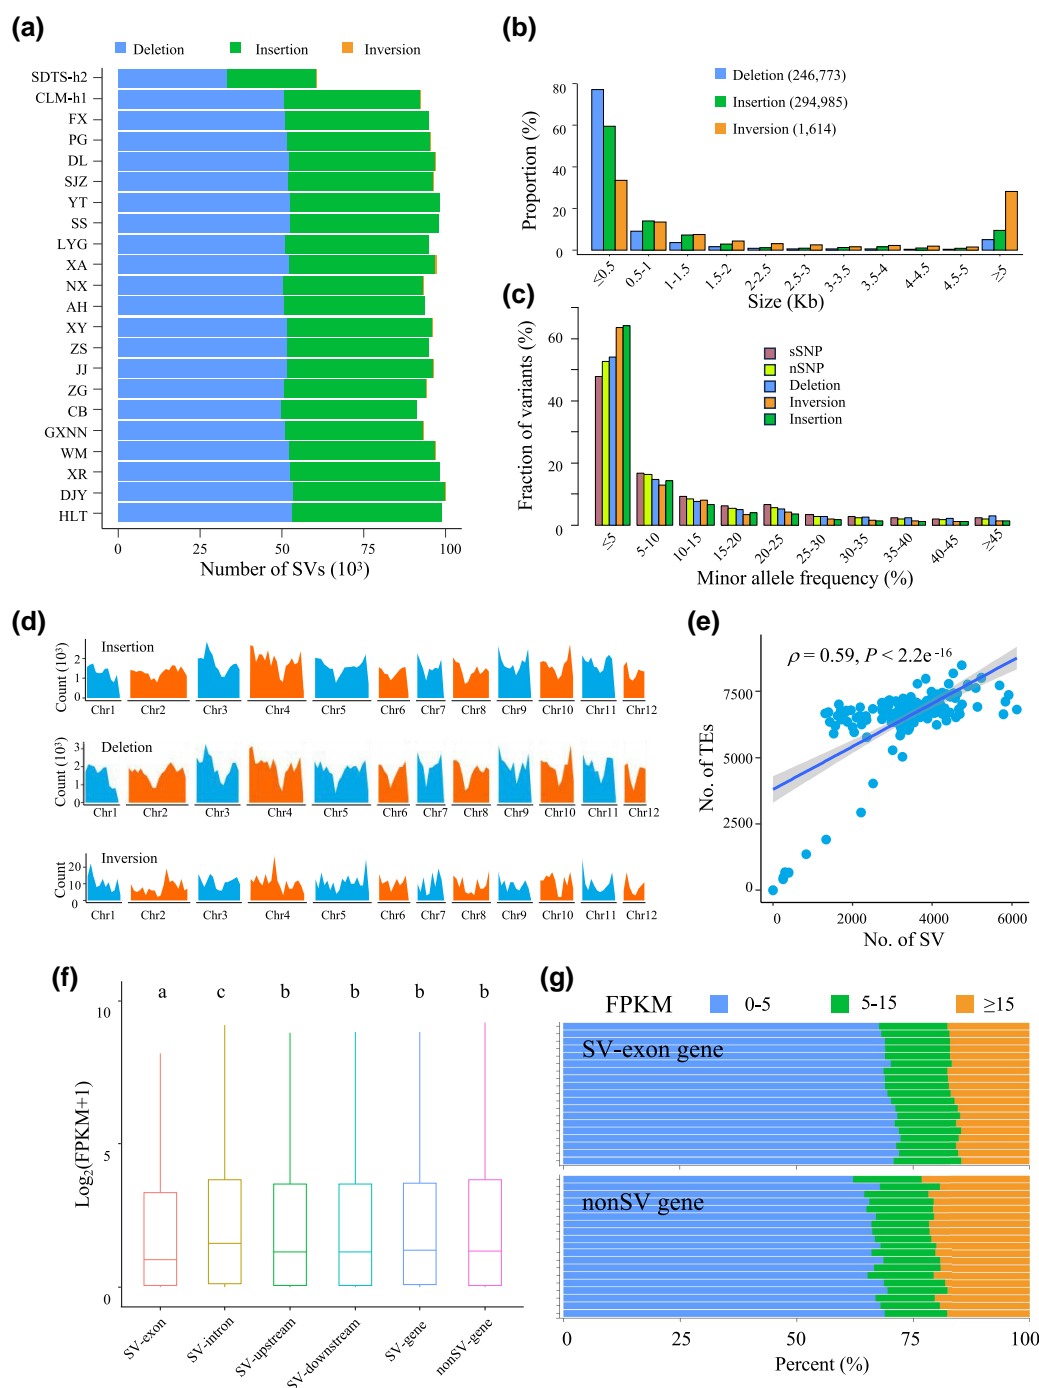 (a)
Deletion Insertion Inversion
SDTS-h2
CLM-h1
FX
PG
DL
SJZ
YT
SS
LYG
XA
NX
AH
XY
ZS
JJ
ZG
CB
GXNN
WM
XR
DJY
HLT
0 50 100
Number of SVs (10³)
(b)
Deletion (246,773)
Insertion (294,985)
Inversion (1,614)
Proportion (%)
80
60
40
20
0
≤0.5 0.5-1 1-1.5 1.5-2 2-2.5 2.5-3 3-3.5 3.5-4 4-4.5 4.5.5-5 ≥5
Size (Kb)
(c)
sSNP
nSNP
Deletion
Inversion
Insertion
Fraction of variants (%)
60
40
20
0
≤5 5-10 10-15 15-20 20-25 25-30 30-35 35-40 40-45 ≥45
Minor allele frequency (%)
(d)
Insertion
Count (10³)
2
1
0
Chr1 Chr2 Chr3 Chr4 Chr5 Chr6 Chr7 Chr8 Chr9 Chr10 Chr11 Chr12
Deletion
Count (10³)
3
2
1
0
Chr1 Chr2 Chr3 Chr4 Chr5 Chr6 Chr7 Chr8 Chr9 Chr10 Chr11 Chr12
Inversion
Count
20
10
0
Chr1 Chr2 Chr3 Chr4 Chr5 Chr6 Chr7 Chr8 Chr9 Chr10 Chr11 Chr12
(e)
ρ = 0.59, P < 2.2e⁻¹⁶
No. of TEs
7500
5000
2500
0
0 2000 4000 6000
No. of SV
(f)
a c b b b b
Log₂(FPKM+1)
10
5
0
SV-exon SV-intron SV-upstream SV-downstream SV-gene nonSV-gene
(g)
FPKM 0-5 5-15 ≥15
SV-exon gene
nonSV gene
0 25 50 75 100
Percent (%)